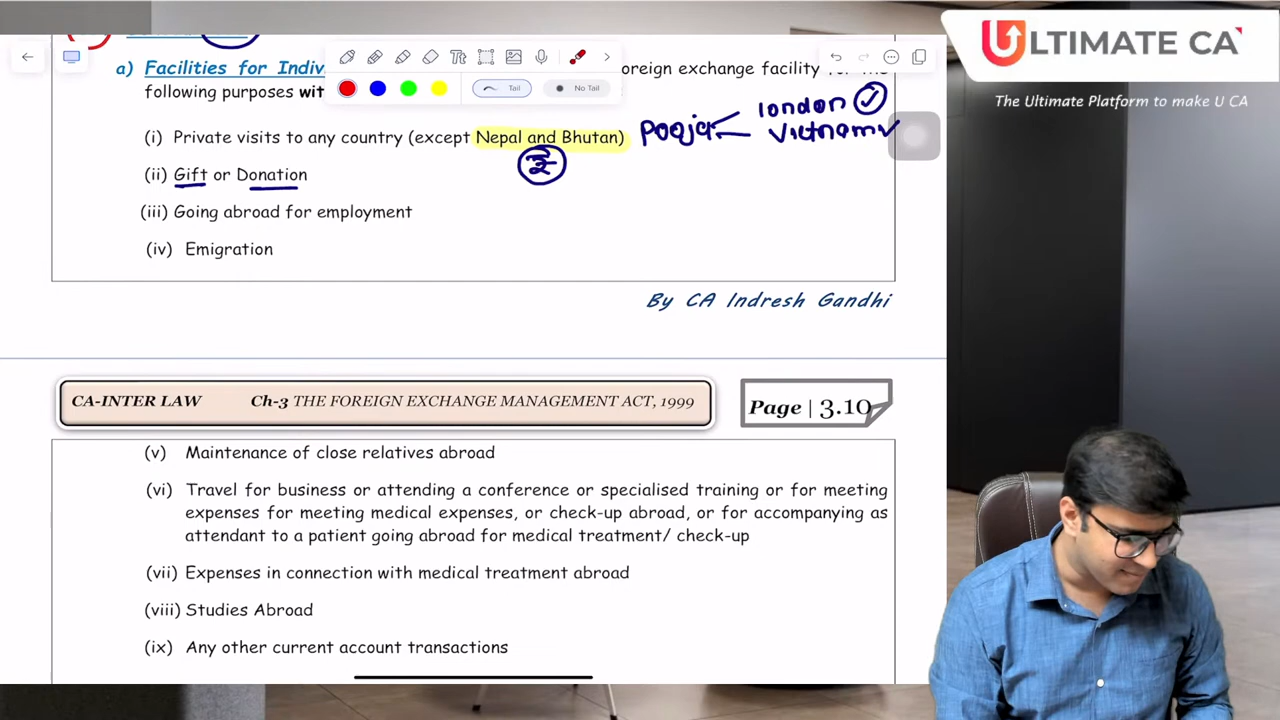 a) Facilities for Indiv
Tail
No Tail
oreign exchange facility for the
following purposes wit
(i) Private visits to any country (except Nepal and Bhutan)
Pooja
London
Vietnam
(ii) Gift or Donation
(iii) Going abroad for employment
(iv) Emigration
By CA Indresh Gandhi
CA-INTER LAW Ch-3 THE FOREIGN EXCHANGE MANAGEMENT ACT, 1999
Page | 3.10
(v) Maintenance of close relatives abroad
(vi) Travel for business or attending a conference or specialised training or for meeting
expenses for meeting medical expenses, or check-up abroad, or for accompanying as
attendant to a patient going abroad for medical treatment/ check-up
(vii) Expenses in connection with medical treatment abroad
(viii) Studies Abroad
(ix) Any other current account transactions
ULTIMATE CA
The Ultimate Platform to make U CA